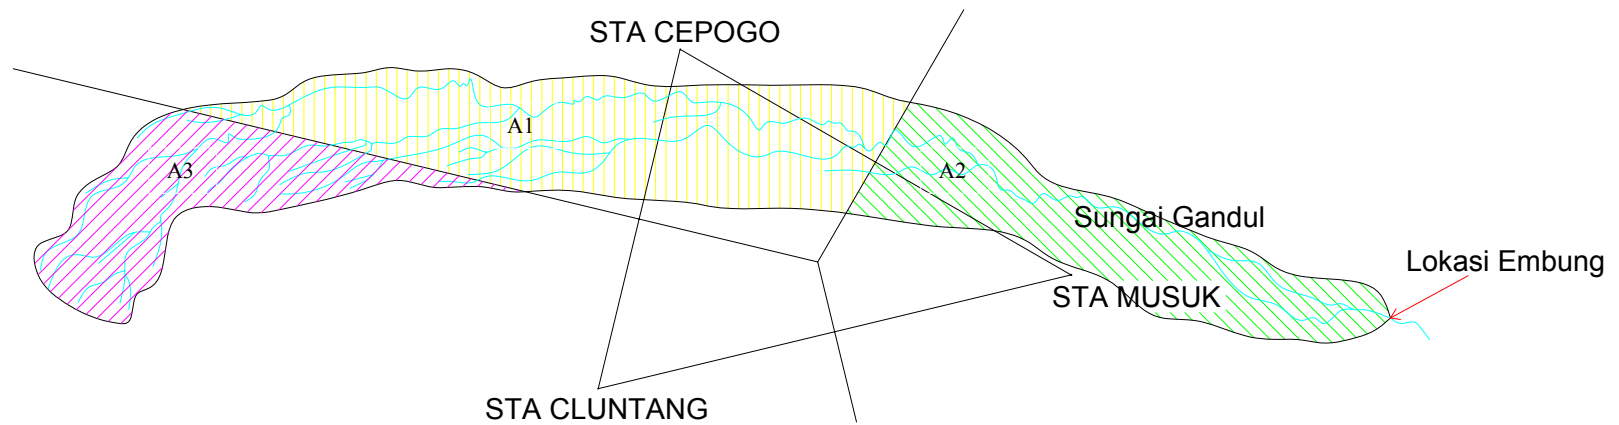 STA CEPOGO
A1
A3
A2
Sungai Gandul
Lokasi Embung
STA MUSUK
STA CLUNTANG